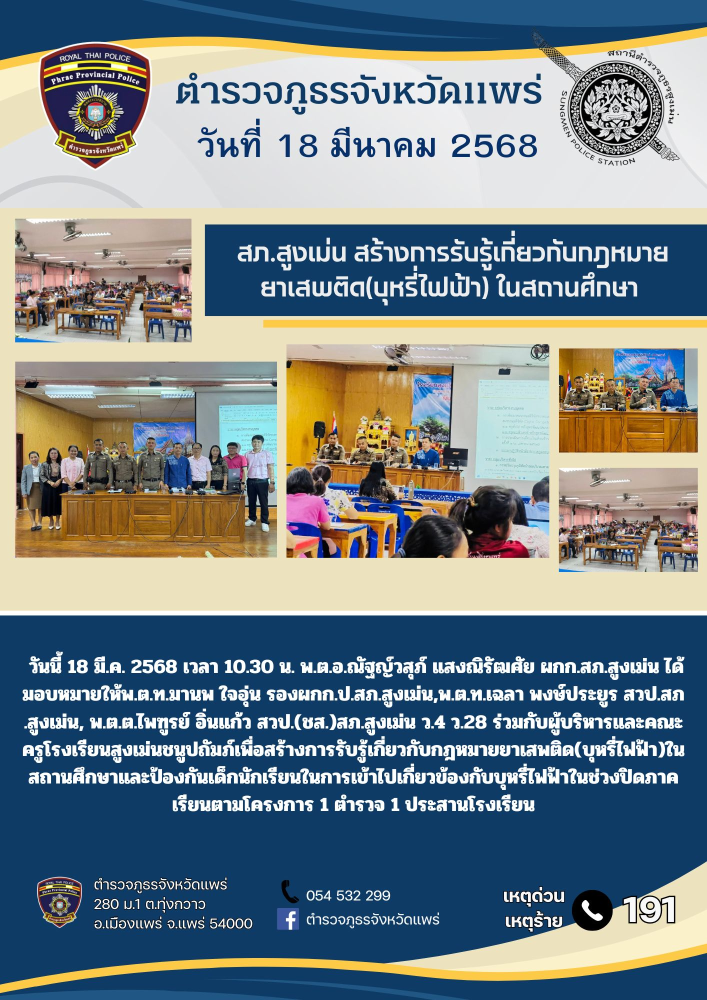 ROYAL THAI POLICE
Phrae Provincial Police
ตำรวจภูธรจังหวัดแพร่
ตำรวจภูธรจังหวัดแพร่
วันที่ 18 มีนาคม 2568
สถานีตำรวจภูธรสูงเม่น
SUNGMEN POLICE STATION
สภ.สูงเม่น สร้างการรับรู้เกี่ยวกับกฎหมาย
ยาเสพติด(บุหรี่ไฟฟ้า) ในสถานศึกษา
วันนี้ 18 มี.ค. 2568 เวลา 10.30 น. พ.ต.อ.ณัฐญ์วสุภ์ แสงณิรัฒศัย ผกก.สภ.สูงเม่น ได้
มอบหมายให้พ.ต.ท.มานพ ใจอุ่น รองผกก.ป.สภ.สูงเม่น,พ.ต.ท.เฉลา พงษ์ประยูร สวป.สภ
.สูงเม่น, พ.ต.ต.ไพฑูรย์ อิ่นแก้ว สวป.(ชส.)สภ.สูงเม่น ว.4 ว.28 ร่วมกับผู้บริหารและคณะ
ครูโรงเรียนสูงเม่นชนูปถัมภ์เพื่อสร้างการรับรู้เกี่ยวกับกฎหมายยาเสพติด(บุหรี่ไฟฟ้า)ใน
สถานศึกษาและป้องกันเด็กนักเรียนในการเข้าไปเกี่ยวข้องกับบุหรี่ไฟฟ้าในช่วงปิดภาค
เรียนตามโครงการ 1 ตำรวจ 1 ประสานโรงเรียน
ROYAL THAI POLICE
Phrae Provincial Police
ตำรวจภูธรจังหวัดแพร่
ตำรวจภูธรจังหวัดแพร่
280 ม.1 ต.ทุ่งกวาว
อ.เมืองแพร่ จ.แพร่ 54000
054 532 299
ตำรวจภูธรจังหวัดแพร่
เหตุด่วน
เหตุร้าย
191